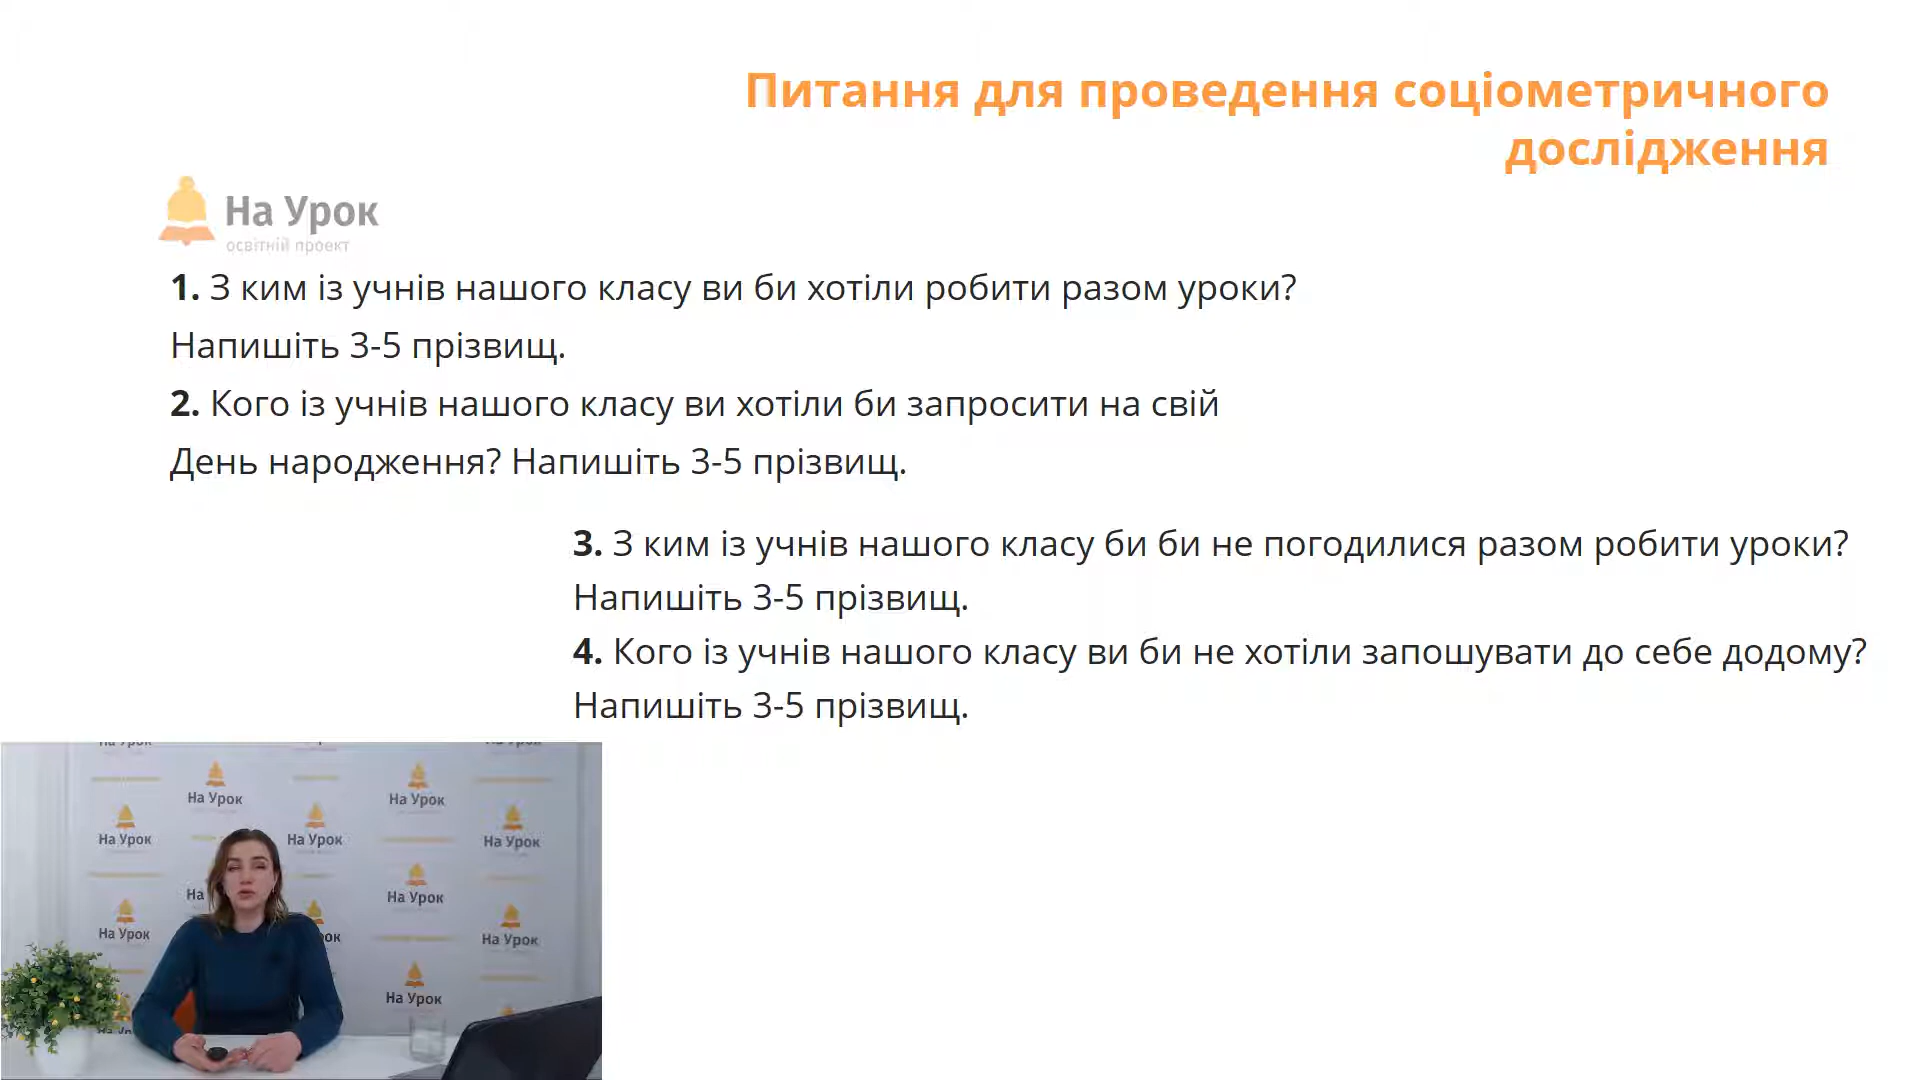 Питання для проведення соціометричного
дослідження
На Урок
освітній проект
1. З ким із учнів нашого класу ви би хотіли робити разом уроки?
Напишіть 3-5 прізвищ.
2. Кого із учнів нашого класу ви хотіли би запросити на свій
День народження? Напишіть 3-5 прізвищ.
3. З ким із учнів нашого класу би би не погодилися разом робити уроки?
Напишіть 3-5 прізвищ.
4. Кого із учнів нашого класу ви би не хотіли запошувати до себе додому?
Напишіть 3-5 прізвищ.
На Урок
На Урок
На Урок
На Урок
На Урок
На
На Урок
На Урок
ок
На Урок
На Урок